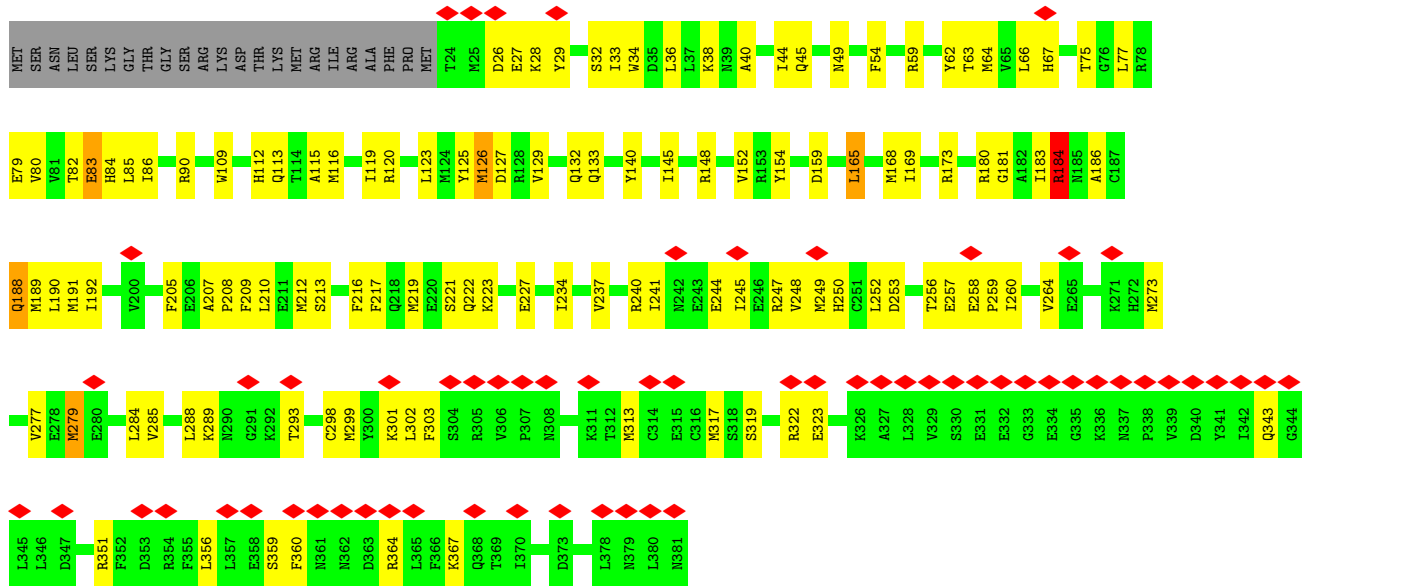 MET SER ASN LEU SER LYS GLY THR GLY SER ARG LYS ASP THR LYS MET ARG ILE ARG ALA PHE PRO MET T24 M25 D26 E27 K28 Y29 S32 I33 W34 D35 L36 L37 K38 N39 A40 I44 Q45 N49 F54 R59 Y62 T63 M64 V65 L66 H67 T75 G76 L77 R78
E79 V80 V81 T82 E83 H84 L85 I86 R90 W109 H112 Q113 T114 A115 M116 I119 R120 L123 M124 Y125 M126 D127 R128 V129 Q132 Q133 Y140 I145 R148 V152 R153 Y154 D159 L165 M168 I169 R173 R180 G181 A182 I183 R184 N185 A186 C187
Q188 M189 L190 M191 I192 V200 F205 E206 A207 P208 F209 L210 E211 M212 S213 F216 F217 Q218 M219 E220 S221 Q222 K223 E227 I234 V237 R240 I241 N242 E243 E244 I245 E246 R247 V248 M249 H250 C251 L252 D253 T256 E257 E258 P259 I260 V264 E265 K271 H272 M273
V277 E278 M279 E280 L284 V285 L288 K289 N290 G291 K292 T293 C298 M299 Y300 K301 L302 F303 S304 R305 V306 P307 N308 K311 T312 M313 C314 E315 C316 M317 S318 S319 R322 E323 K326 A327 L328 V329 S330 E331 E332 G333 E334 G335 K336 N337 P338 V339 D340 Y341 I342 Q343 G344
L345 L346 D347 R351 F352 D353 R354 F355 L356 L357 E358 S359 F360 N361 N362 D363 R364 L365 F366 K367 Q368 T369 I370 D373 L378 N379 L380 N381